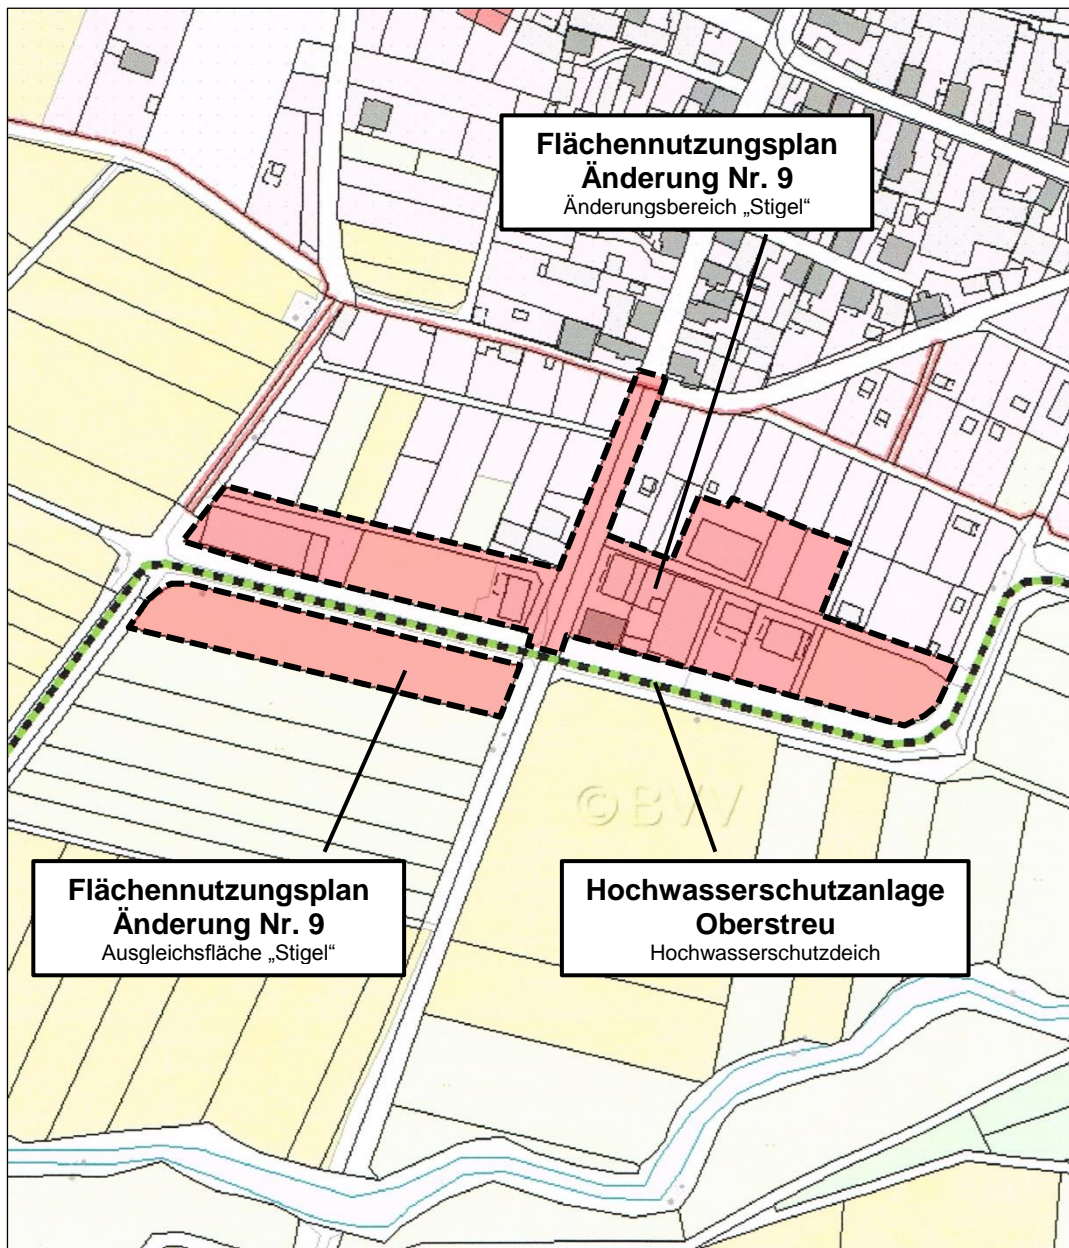 Flächennutzungsplan
Änderung Nr. 9
Änderungsbereich „Stigel“
©BVV
Flächennutzungsplan
Änderung Nr. 9
Ausgleichsfläche „Stigel“
Hochwasserschutzanlage
Oberstreu
Hochwasserschutzdeich